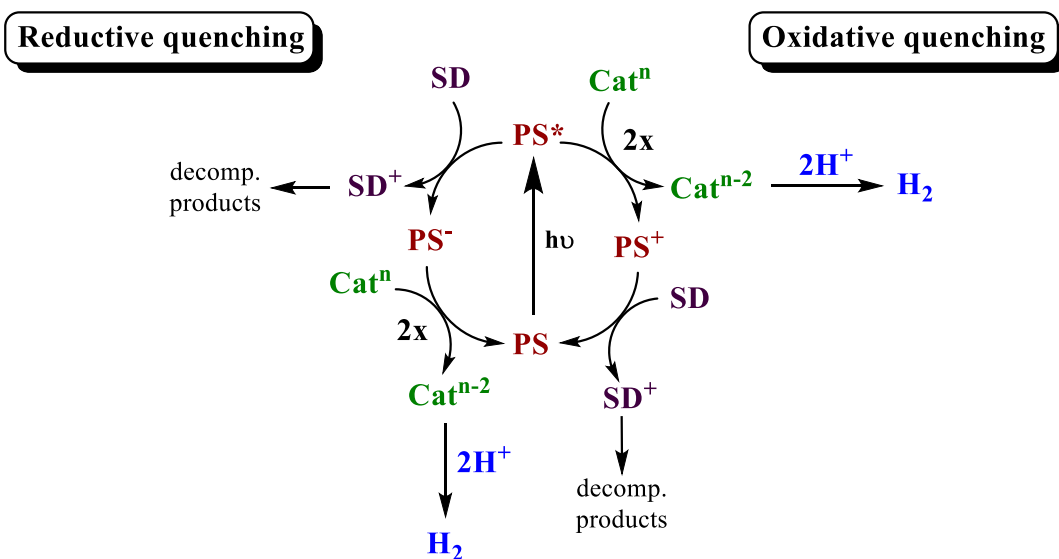 Reductive quenching
Oxidative quenching
SD
Catⁿ
PS*
2x
decomp.
products
SD⁺
Catⁿ⁻²
2H⁺
H₂
PS⁻
hυ
PS⁺
Catⁿ
SD
2x
PS
Catⁿ⁻²
SD⁺
2H⁺
decomp.
products
H₂